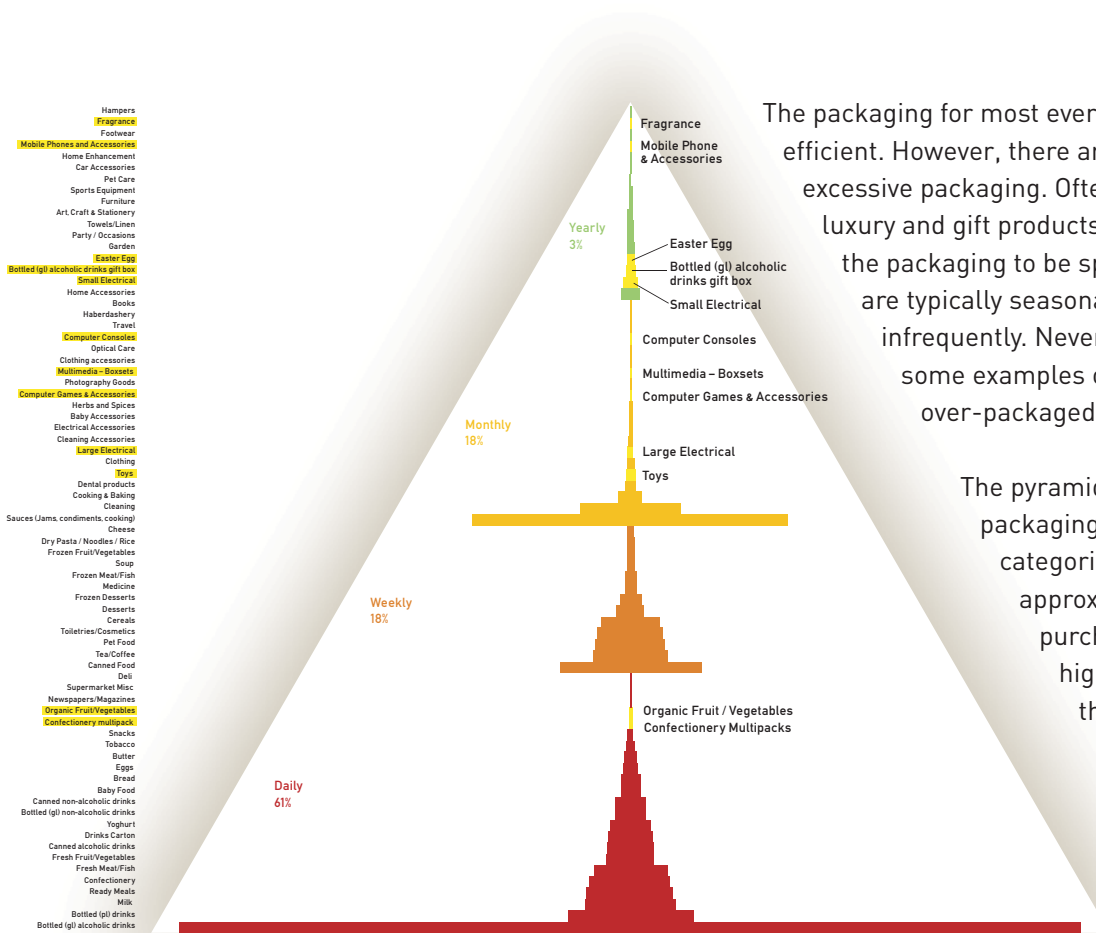 Hampers
Fragrance
Footwear
Mobile Phones and Accessories
Home Enhancement
Car Accessories
Pet Care
Sports Equipment
Furniture
Art, Craft & Stationery
Towels/Linen
Party / Occasions
Garden
Easter Egg
Bottled (gl) alcoholic drinks gift box
Small Electrical
Home Accessories
Books
Haberdashery
Travel
Computer Consoles
Optical Care
Clothing accessories
Multimedia – Boxsets
Photography Goods
Computer Games & Accessories
Herbs and Spices
Baby Accessories
Electrical Accessories
Cleaning Accessories
Large Electrical
Clothing
Toys
Dental products
Cooking & Baking
Cleaning
Sauces (Jams, condiments, cooking)
Cheese
Dry Pasta / Noodles / Rice
Frozen Fruit/Vegetables
Soup
Frozen Meat/Fish
Medicine
Frozen Desserts
Desserts
Cereals
Toiletries/Cosmetics
Pet Food
Tea/Coffee
Canned Food
Deli
Supermarket Misc
Newspapers/Magazines
Organic Fruit/Vegetables
Confectionery multipack
Snacks
Tobacco
Butter
Eggs
Bread
Baby Food
Canned non-alcoholic drinks
Bottled (gl) non-alcoholic drinks
Yoghurt
Drinks Carton
Canned alcoholic drinks
Fresh Fruit/Vegetables
Fresh Meat/Fish
Confectionery
Ready Meals
Milk
Bottled (pl) drinks
Bottled (gl) alcoholic drinks
Yearly
3%
Monthly
18%
Weekly
18%
Daily
61%
Fragrance
Mobile Phone
& Accessories
Easter Egg
Bottled (gl) alcoholic
drinks gift box
Small Electrical
Computer Consoles
Multimedia – Boxsets
Computer Games & Accessories
Large Electrical
Toys
Organic Fruit / Vegetables
Confectionery Multipacks
The packaging for most ever
efficient. However, there ar
excessive packaging. Ofte
luxury and gift products
the packaging to be sp
are typically seasona
infrequently. Never
some examples o
over-packaged
The pyramid
packaging
categori
approx
purch
hig
th